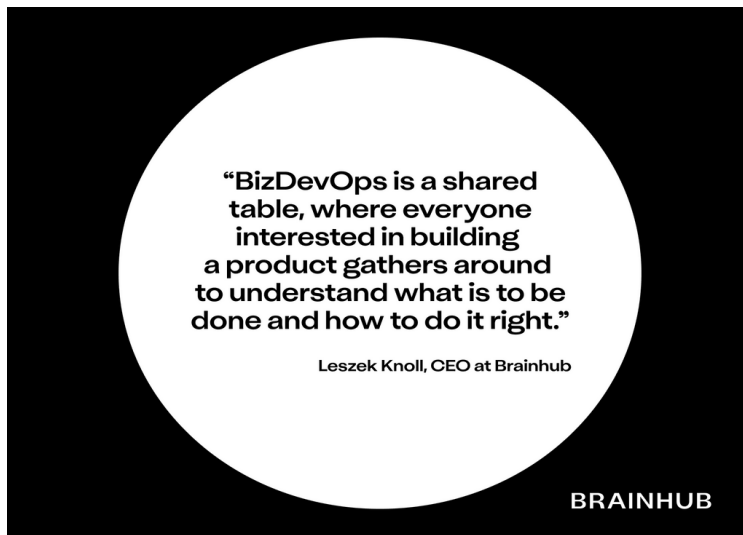 “BizDevOps is a shared
table, where everyone
interested in building
a product gathers around
to understand what is to be
done and how to do it right.”
Leszek Knoll, CEO at Brainhub
BRAINHUB